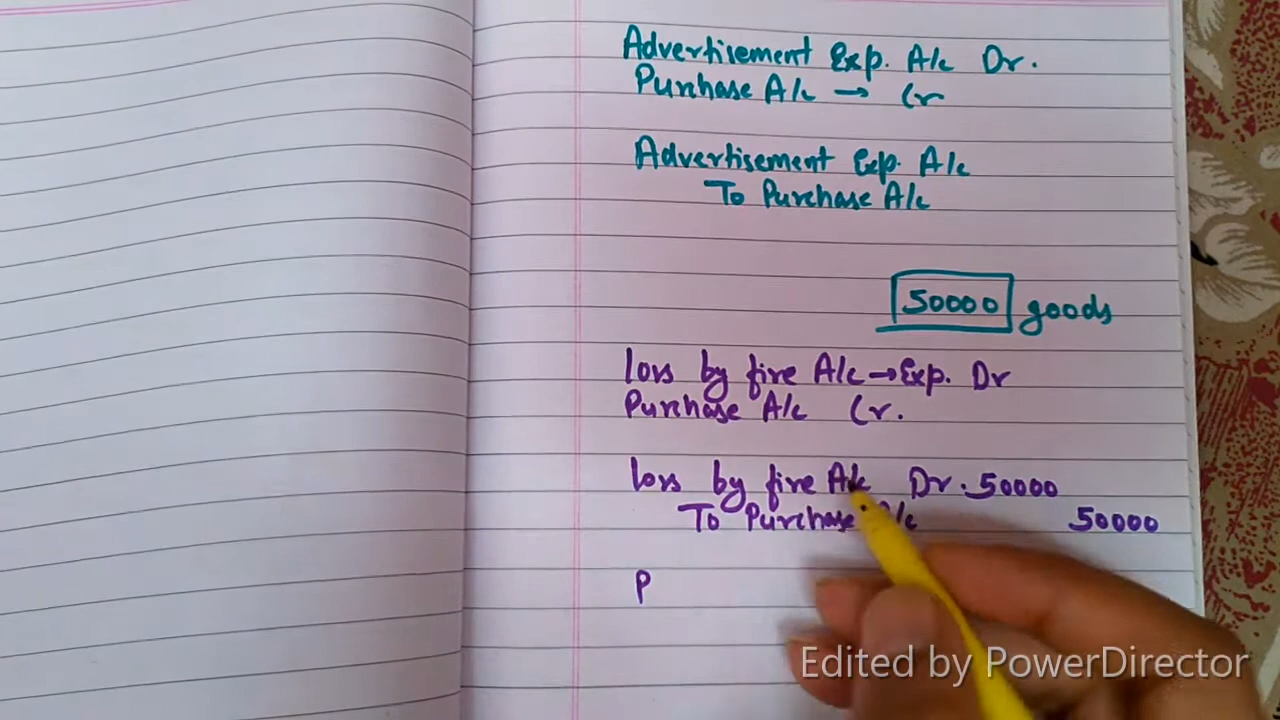 Advertisement Exp. A/c Dr.
Purchase A/c → Cr
Advertisement Exp. A/c
To Purchase A/c
50000 goods
loss by fire A/c → Exp. Dr
Purchase A/c Cr.
loss by fire A/c Dr. 50000
To Purchase A/c 50000
P
Edited by PowerDirector